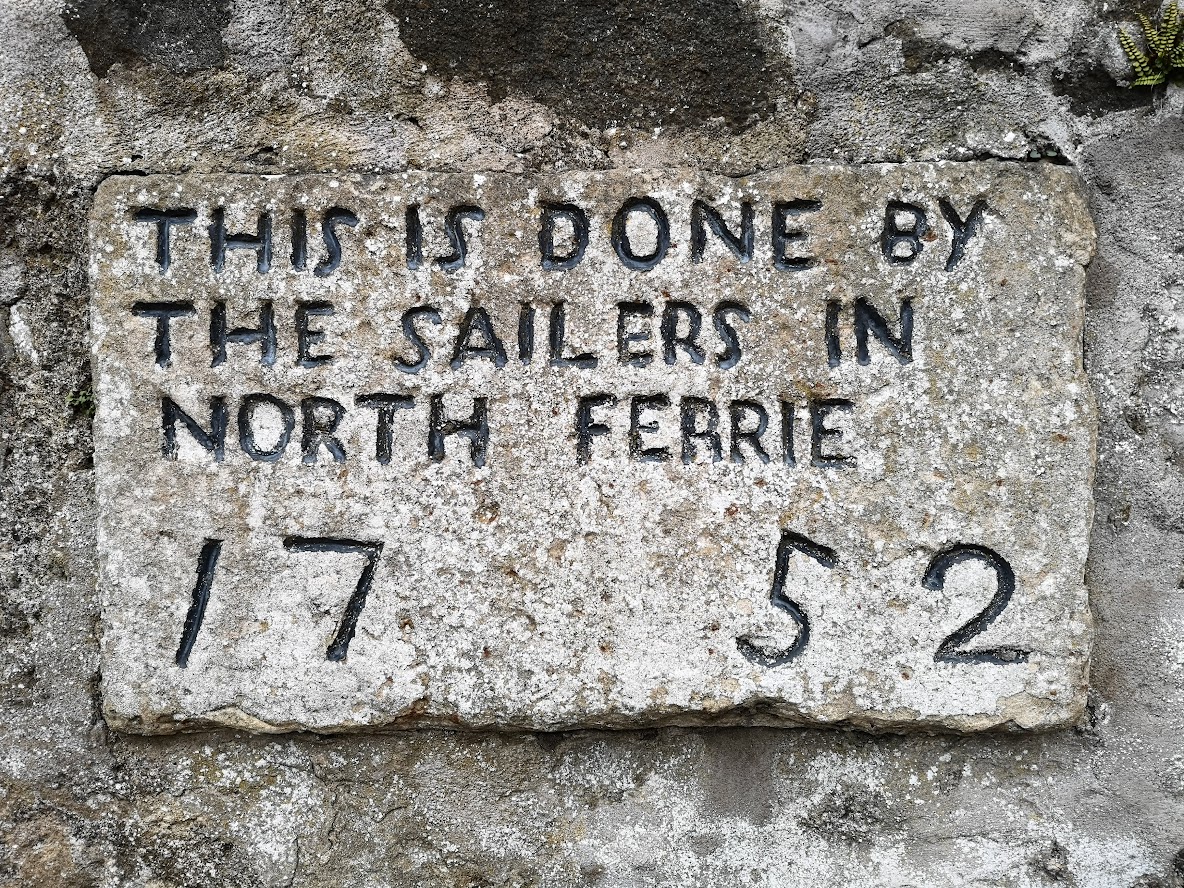 THIS IS DONE BY
THE SAILERS IN
NORTH FERRIE
17 52